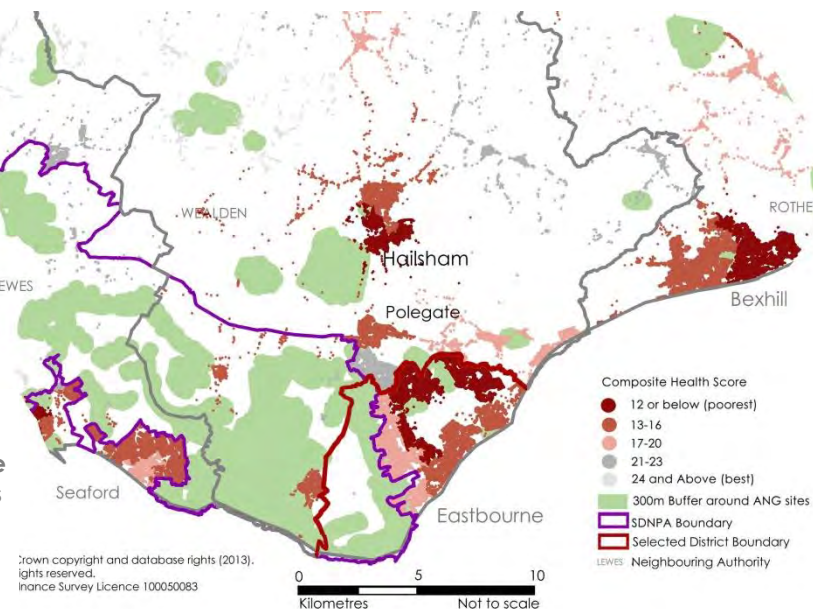 WEALDEN
ROTHE
Hailsham
EWES
Bexhill
Polegate
Seaford
Eastbourne
Composite Health Score
12 or below (poorest)
13-16
17-20
21-23
24 and Above (best)
300m Buffer around ANG sites
SDNPA Boundary
Selected District Boundary
LEWES Neighbouring Authority
e
s
Crown copyright and database rights (2013).
ights reserved.
nance Survey Licence 100050083
0 5 10
Kilometres Not to scale